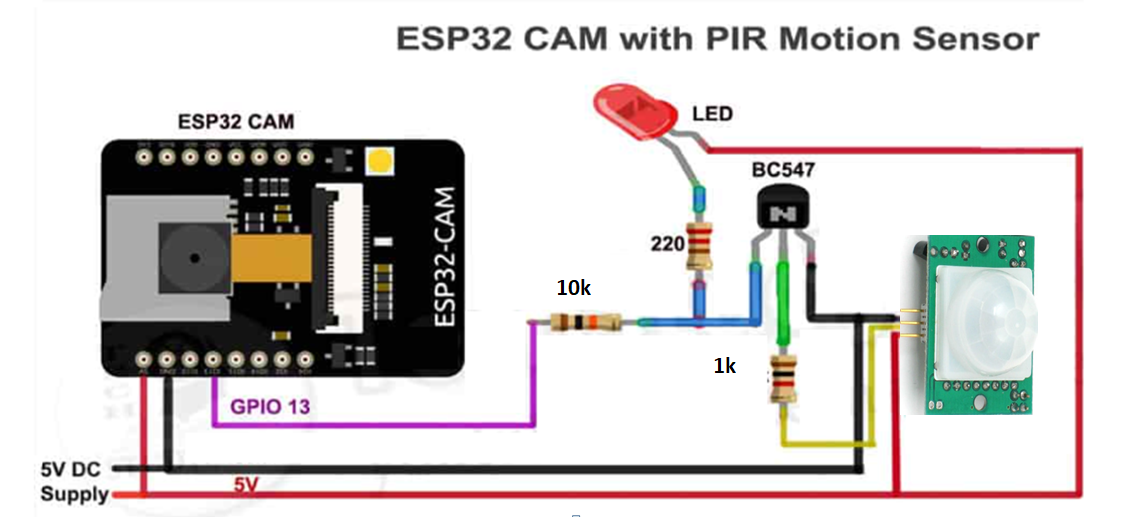 ESP32 CAM with PIR Motion Sensor
ESP32 CAM
LED
BC547
220
ESP32-CAM
10k
1k
GPIO 13
5V DC
Supply
5V